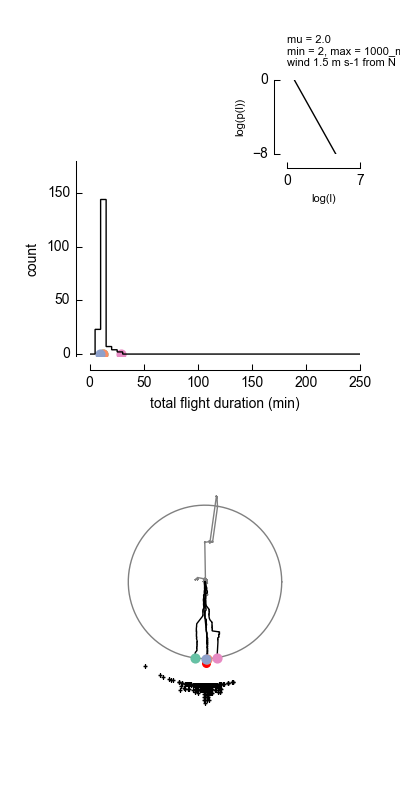 mu = 2.0
min = 2, max = 1000_m
wind 1.5 m s-1 from N
0
−8
log(p(l))
0 7
log(l)
150
100
50
0
count
0 50 100 150 200 250
total flight duration (min)